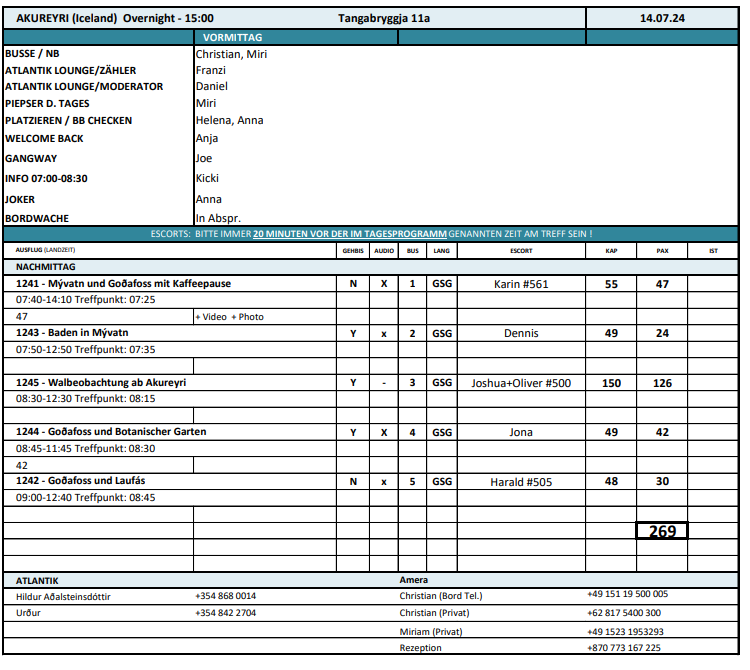 AKUREYRI (Iceland) Overnight - 15:00 Tangabryggja 11a 14.07.24
VORMITTAG
BUSSE / NB Christian, Miri
ATLANTIK LOUNGE/ZÄHLER Franzi
ATLANTIK LOUNGE/MODERATOR Daniel
PIEPSER D. TAGES Miri
PLATZIEREN / BB CHECKEN Helena, Anna
WELCOME BACK Anja
GANGWAY Joe
INFO 07:00-08:30 Kicki
JOKER Anna
BORDWACHE In Abspr.
ESCORTS: BITTE IMMER 20 MINUTEN VOR DER IM TAGESPROGRAMM GENANNTEN ZEIT AM TREFF SEIN !
AUSFLUG (LANDZEIT) GEHBIS AUDIO BUS LANG ESCORT KAP PAX IST
NACHMITTAG
1241 - Mývatn und Goðafoss mit Kaffeepause N X 1 GSG Karin #561 55 47
07:40-14:10 Treffpunkt: 07:25
47 + Video + Photo
1243 - Baden in Mývatn Y x 2 GSG Dennis 49 24
07:50-12:50 Treffpunkt: 07:35
1245 - Walbeobachtung ab Akureyri Y - 3 GSG Joshua+Oliver #500 150 126
08:30-12:30 Treffpunkt: 08:15
1244 - Goðafoss und Botanischer Garten Y X 4 GSG Jona 49 42
08:45-11:45 Treffpunkt: 08:30
42
1242 - Goðafoss und Laufás N x 5 GSG Harald #505 48 30
09:00-12:40 Treffpunkt: 08:45
269
ATLANTIK Amera
Hildur Aðalsteinsdóttir +354 868 0014 Christian (Bord Tel.) +49 151 19 500 005
Urður +354 842 2704 Christian (Privat) +62 817 5400 300
Miriam (Privat) +49 1523 1953293
Rezeption +870 773 167 225